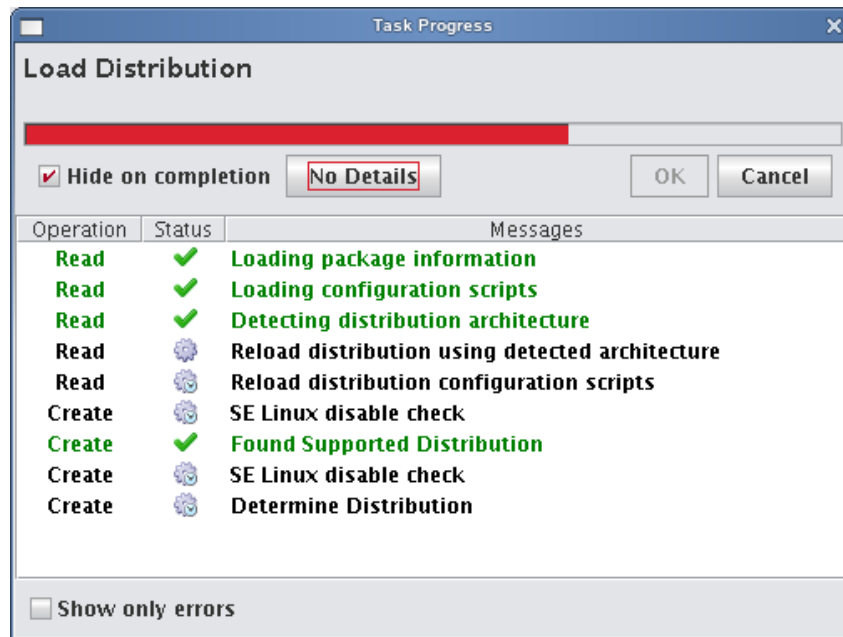 Task Progress
Load Distribution
Hide on completion No Details OK Cancel
Operation Status Messages
Read Loading package information
Read Loading configuration scripts
Read Detecting distribution architecture
Read Reload distribution using detected architecture
Read Reload distribution configuration scripts
Create SE Linux disable check
Create Found Supported Distribution
Create SE Linux disable check
Create Determine Distribution
Show only errors